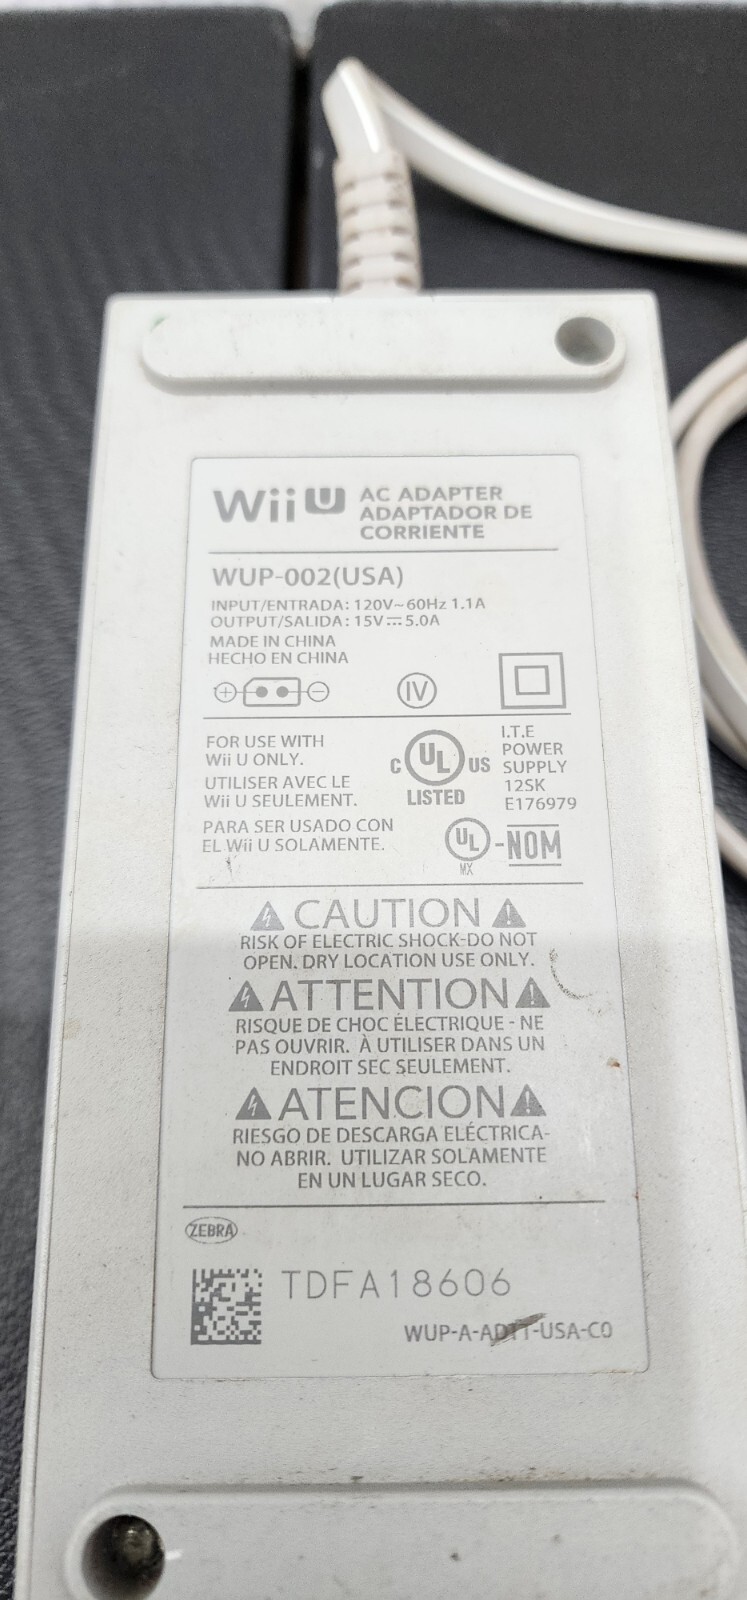 Wii U AC ADAPTER
ADAPTADOR DE
CORRIENTE
WUP-002(USA)
INPUT/ENTRADA: 120V~60Hz 1.1A
OUTPUT/SALIDA: 15V⎓5.0A
MADE IN CHINA
HECHO EN CHINA
IV
FOR USE WITH
Wii U ONLY.
UTILISER AVEC LE
Wii U SEULEMENT.
PARA SER USADO CON
EL Wii U SOLAMENTE.
C UL US
LISTED
I.T.E
POWER
SUPPLY
12SK
E176979
UL-NOM
MX
CAUTION
RISK OF ELECTRIC SHOCK-DO NOT
OPEN. DRY LOCATION USE ONLY.
ATTENTION
RISQUE DE CHOC ÉLECTRIQUE - NE
PAS OUVRIR. À UTILISER DANS UN
ENDROIT SEC SEULEMENT.
ATENCION
RIESGO DE DESCARGA ELÉCTRICA-
NO ABRIR. UTILIZAR SOLAMENTE
EN UN LUGAR SECO.
ZEBRA
TDFA18606
WUP-A-ADTT-USA-C0